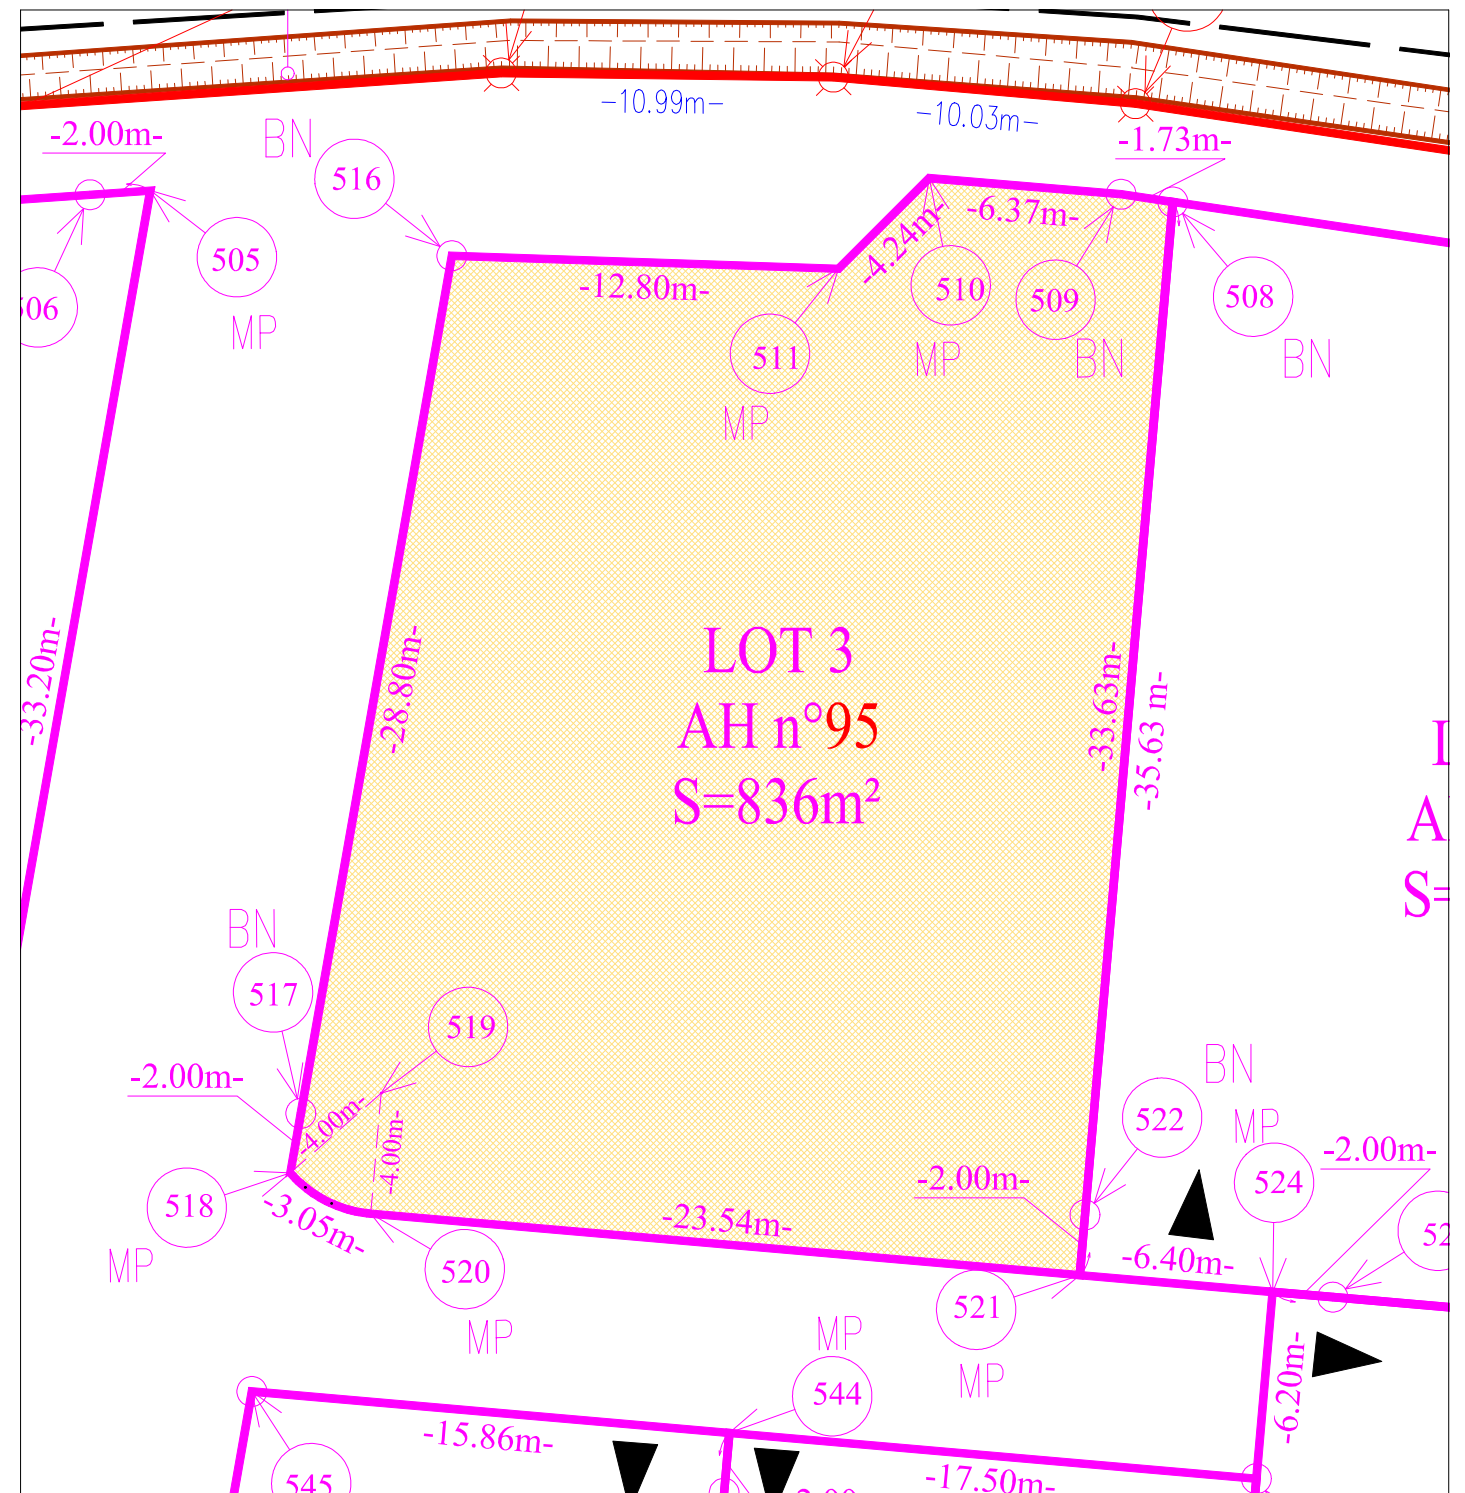 -10.99m-
-10.03m-
-2.00m-
BN
516
-1.73m-
505
MP
506
-6.37m-
-4.24m-
-12.80m-
510
509
508
MP
BN
BN
511
MP
-33.20m-
-28.80m-
LOT 3
AH n°95
S=836m²
-33.63m-
-35.63 m-
A
S=
BN
517
519
-2.00m-
-4.00m-
-4.00m-
518
MP
-3.05m-
520
MP
-23.54m-
-2.00m-
BN
522
MP
524
-2.00m-
52
-6.40m-
521
MP
-6.20m-
MP
544
-15.86m-
-17.50m-
545